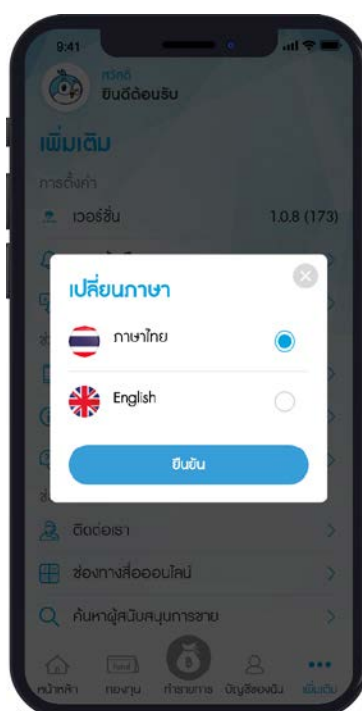 9:41
สวัสดี
ยินดีต้อนรับ
เพิ่มเติม
การตั้งค่า
เวอร์ชั่น 1.0.8 (173)
เปลี่ยนภาษา
ภาษาไทย
English
ยืนยัน
ติดต่อเรา
ช่องทางสื่อออนไลน์
ค้นหาผู้สนับสนุนการขาย
หน้าหลัก กองทุน ทำรายการ บัญชีของฉัน เพิ่มเติม